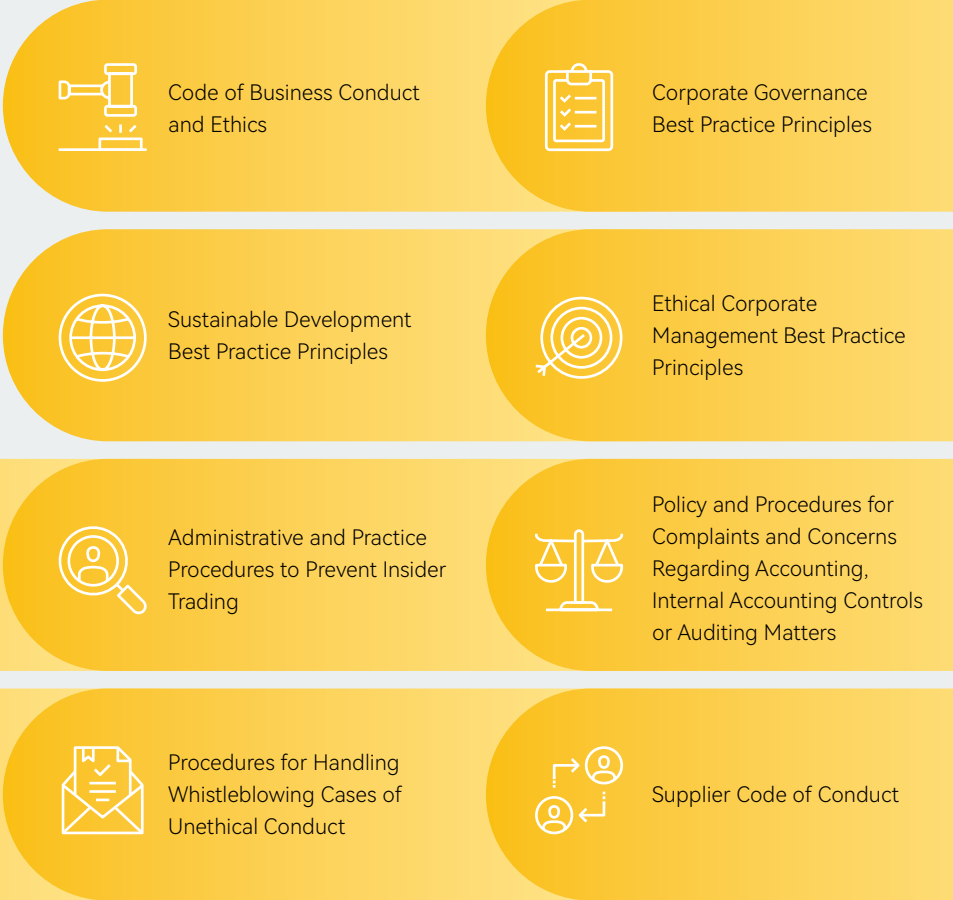 Code of Business Conduct
and Ethics
Corporate Governance
Best Practice Principles
Sustainable Development
Best Practice Principles
Ethical Corporate
Management Best Practice
Principles
Administrative and Practice
Procedures to Prevent Insider
Trading
Policy and Procedures for
Complaints and Concerns
Regarding Accounting,
Internal Accounting Controls
or Auditing Matters
Procedures for Handling
Whistleblowing Cases of
Unethical Conduct
Supplier Code of Conduct